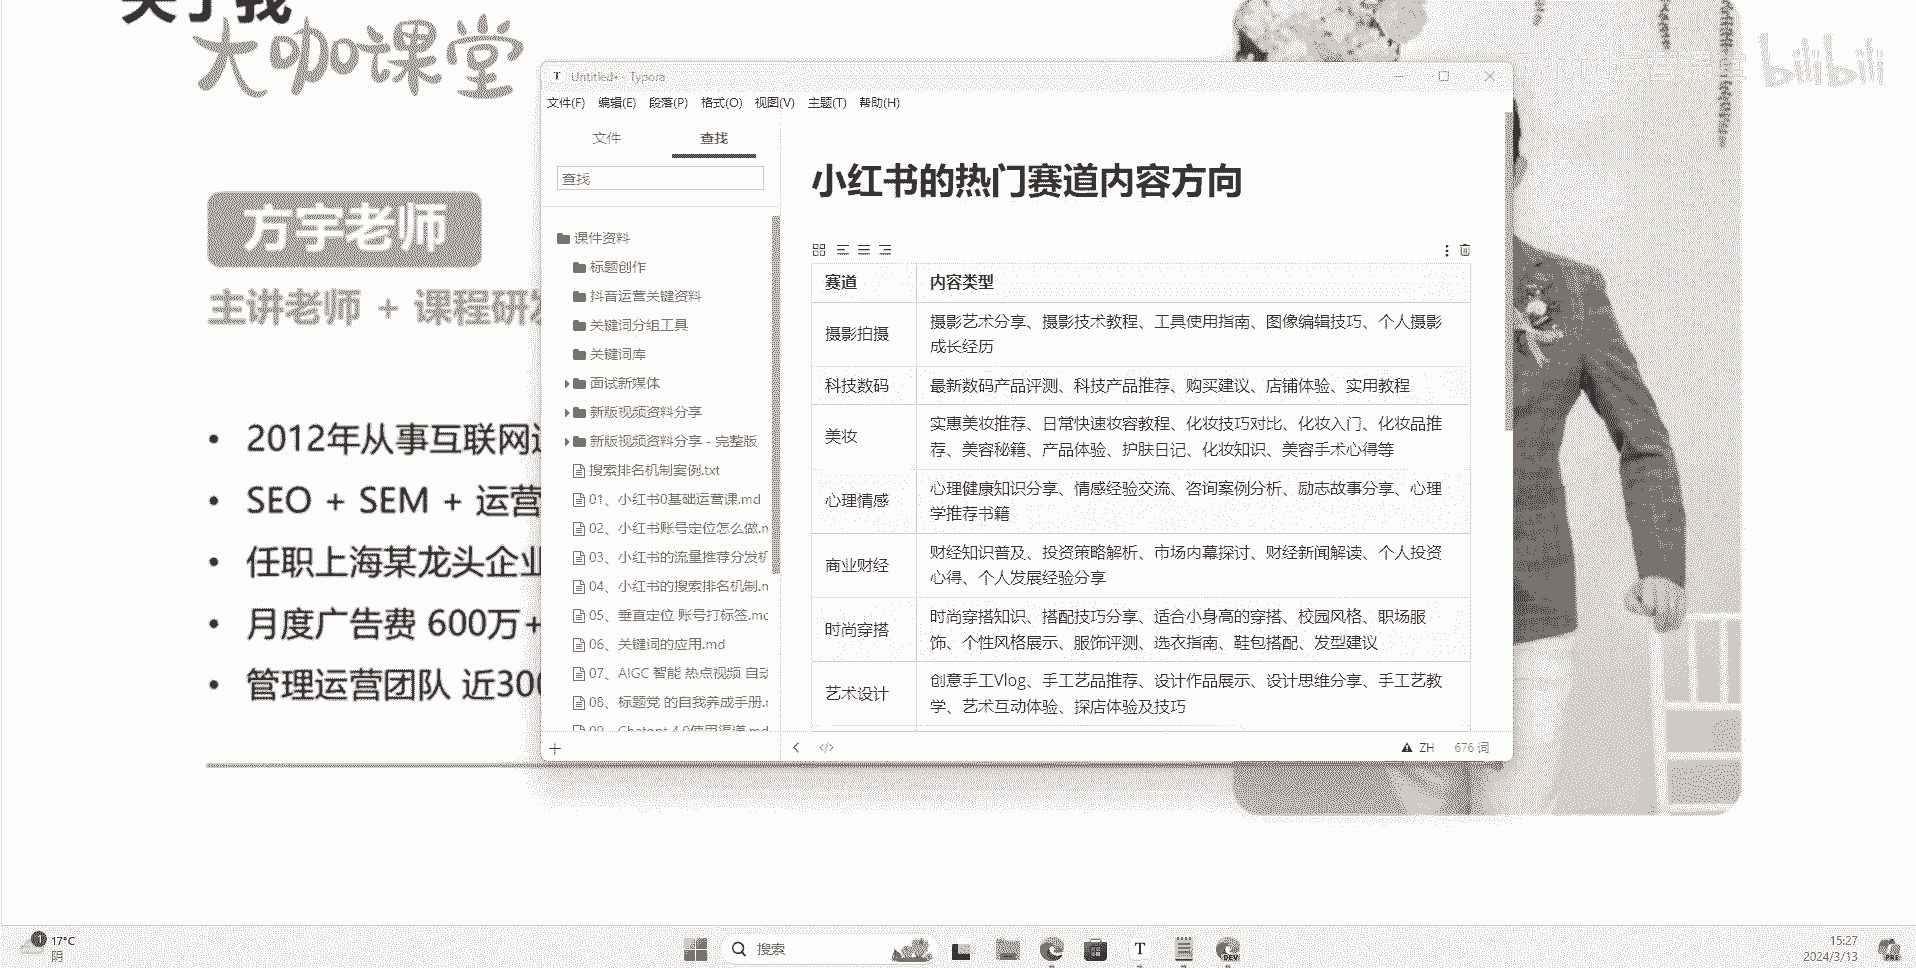 关于我
大咖课堂
bilibili
方宇老师
主讲老师 + 课程研发
2012年从事互联网运
SEO + SEM + 运营
任职上海某龙头企业
月度广告费 600万+
管理运营团队 近300
Untitled• - Typora
文件(F) 编辑(E) 段落(P) 格式(O) 视图(V) 主题(T) 帮助(H)
文件 查找
查找
课件资料
标题创作
抖音运营关键资料
关键词分组工具
关键词库
面试新媒体
新版视频资料分享
新版视频资料分享 - 完整版
搜索排名机制案例.txt
01、小红书0基础运营课.md
02、小红书账号定位怎么做.m
03、小红书的流量推荐分发机
04、小红书的搜索排名机制.m
05、垂直定位 账号打标签.mc
06、关键词的应用.md
07、AIGC 智能 热点视频 自动
08、标题党 的自我养成手册.r
09、Chatgpt 4.0使用渠道.md
小红书的热门赛道内容方向
赛道 内容类型
摄影拍摄 摄影艺术分享、摄影技术教程、工具使用指南、图像编辑技巧、个人摄影
成长经历
科技数码 最新数码产品评测、科技产品推荐、购买建议、店铺体验、实用教程
美妆 实惠美妆推荐、日常快速妆容教程、化妆技巧对比、化妆入门、化妆品推
荐、美容秘籍、产品体验、护肤日记、化妆知识、美容手术心得等
心理情感 心理健康知识分享、情感经验交流、咨询案例分析、励志故事分享、心理
学推荐书籍
商业财经 财经知识普及、投资策略解析、市场内幕探讨、财经新闻解读、个人投资
心得、个人发展经验分享
时尚穿搭 时尚穿搭知识、搭配技巧分享、适合小身高的穿搭、校园风格、职场服
饰、个性风格展示、服饰评测、选衣指南、鞋包搭配、发型建议
艺术设计 创意手工Vlog、手工艺品推荐、设计作品展示、设计思维分享、手工艺教
学、艺术互动体验、探店体验及技巧
ZH 676 词
1
17°C
阴
搜索
T
DEV
15:27
2024/3/13
PRE